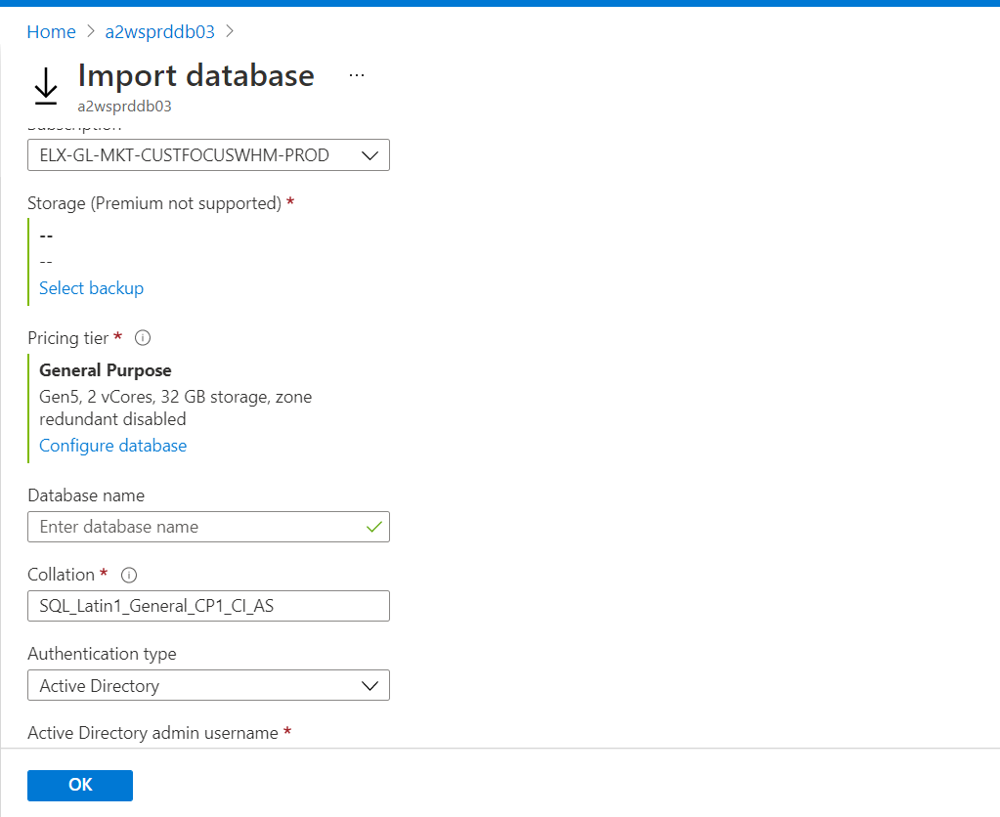 Home > a2wsprddb03 >
Import database ...
a2wsprddb03
Subscription
ELX-GL-MKT-CUSTFOCUSWHM-PROD
Storage (Premium not supported) *
--
--
Select backup
Pricing tier *
General Purpose
Gen5, 2 vCores, 32 GB storage, zone
redundant disabled
Configure database
Database name
Enter database name
Collation *
SQL_Latin1_General_CP1_CI_AS
Authentication type
Active Directory
Active Directory admin username *
OK